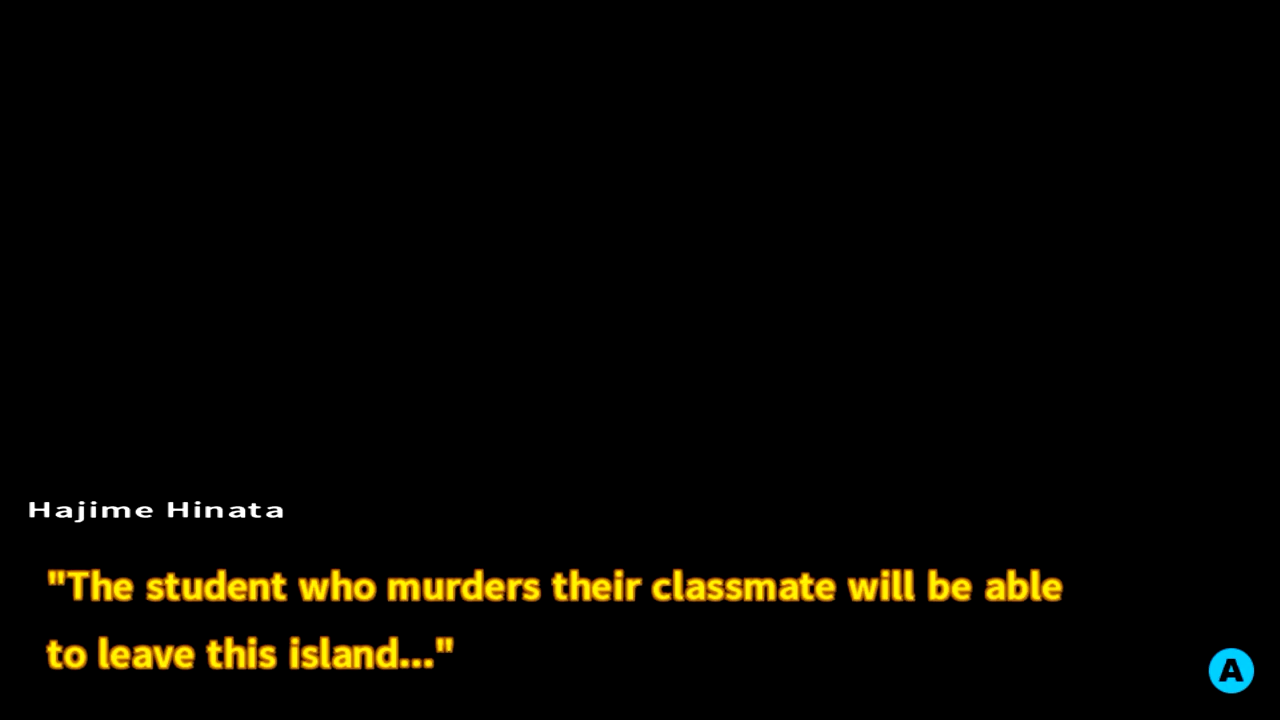 Hajime Hinata
"The student who murders their classmate will be able
to leave this island..."
A